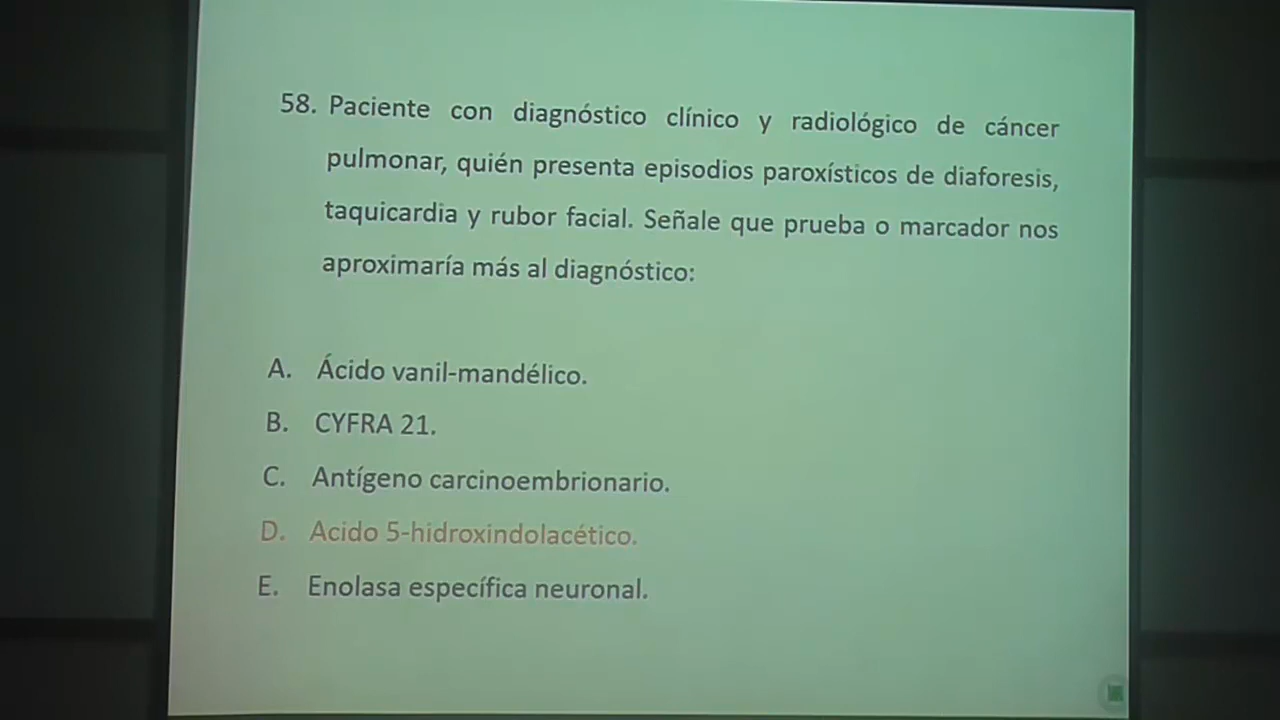 58. Paciente con diagnóstico clínico y radiológico de cáncer
pulmonar, quién presenta episodios paroxísticos de diaforesis,
taquicardia y rubor facial. Señale que prueba o marcador nos
aproximaría más al diagnóstico:
A. Ácido vanil-mandélico.
B. CYFRA 21.
C. Antígeno carcinoembrionario.
D. Acido 5-hidroxindolacético.
E. Enolasa específica neuronal.